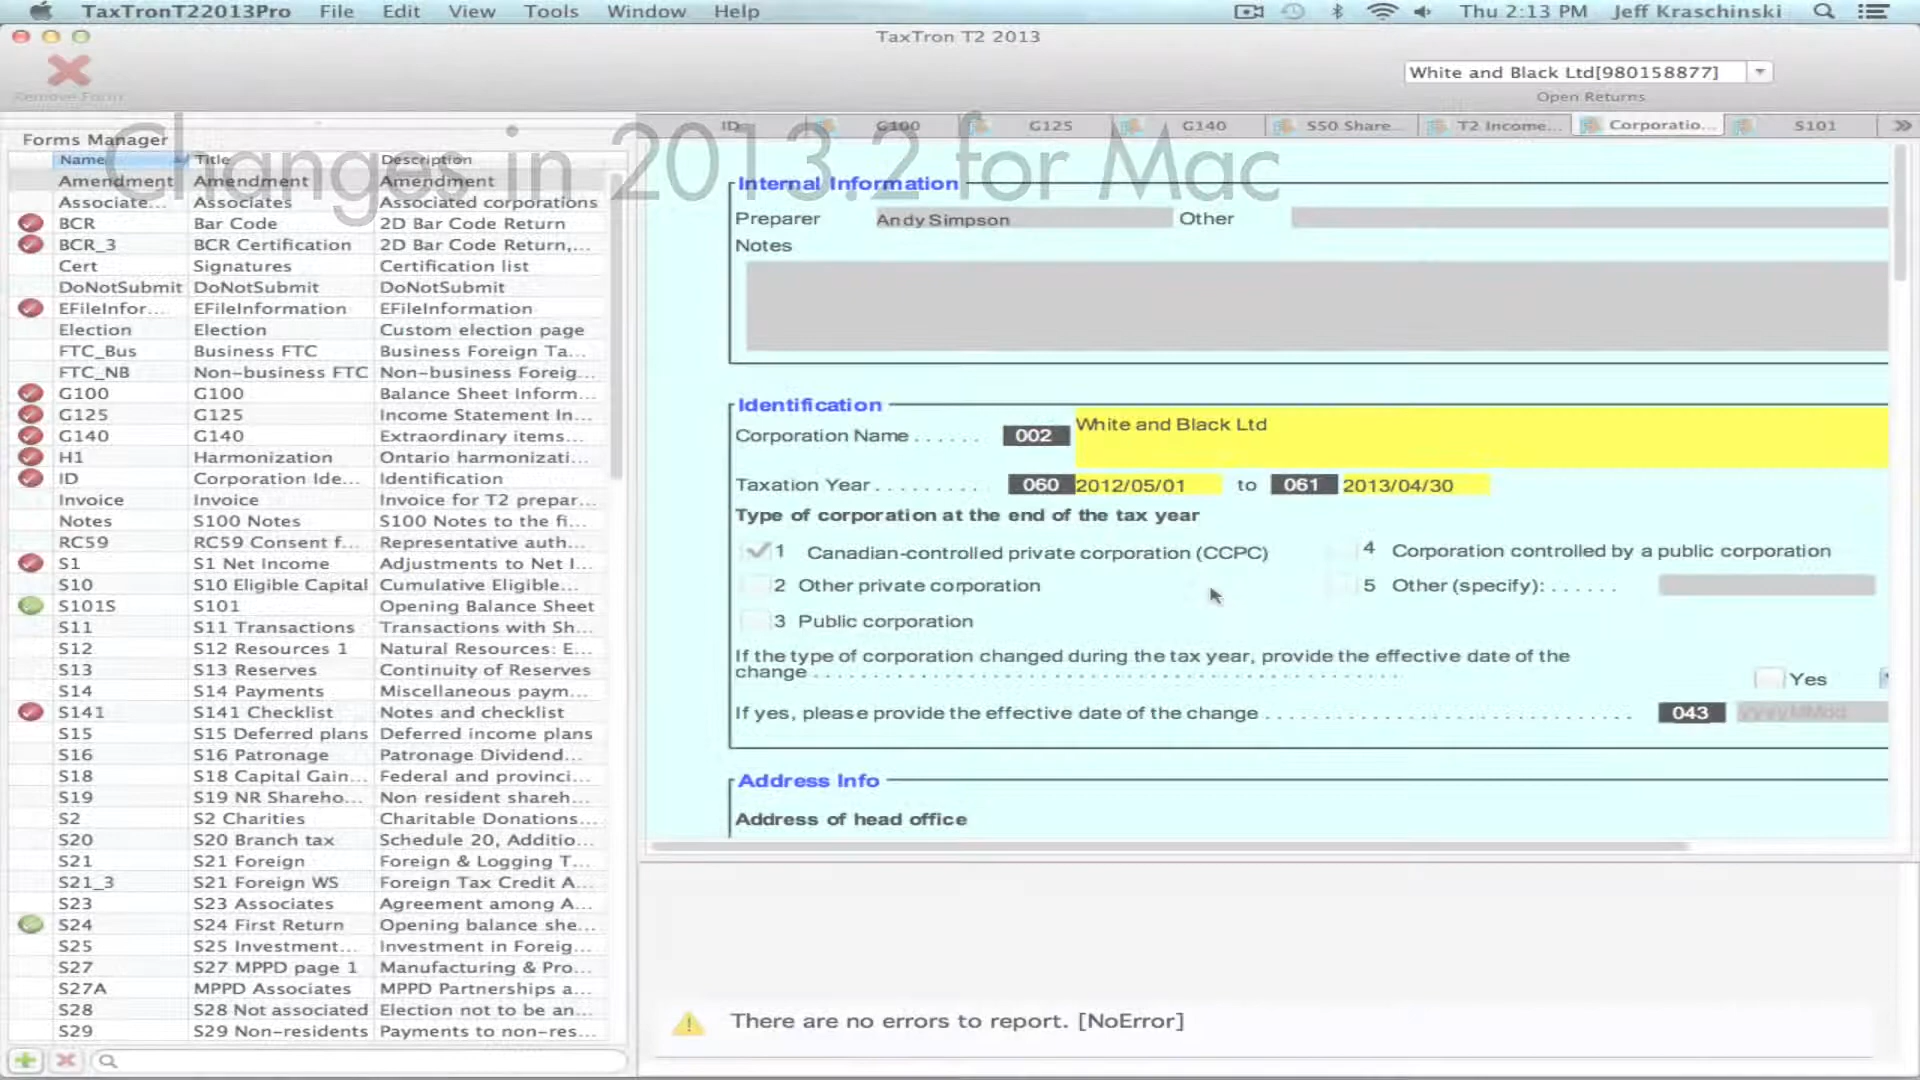 TaxTronT22013Pro File Edit View Tools Window Help Thu 2:13 PM Jeff Kraschinski
TaxTron T2 2013
Remove Form
White and Black Ltd[980158877]
Open Returns
Changes in 2013.2 for Mac
Forms Manager
ID G100 G125 G140 S50 Share... T2 Income... Corporatio... S101
Name Title Description
Amendment Amendment Amendment
Associate... Associates Associated corporations
BCR Bar Code 2D Bar Code Return
BCR_3 BCR Certification 2D Bar Code Return,...
Cert Signatures Certification list
DoNotSubmit DoNotSubmit DoNotSubmit
EFileInfor... EFileInformation EFileInformation
Election Election Custom election page
FTC_Bus Business FTC Business Foreign Ta...
FTC_NB Non-business FTC Non-business Foreig...
G100 G100 Balance Sheet Inform...
G125 G125 Income Statement In...
G140 G140 Extraordinary items...
H1 Harmonization Ontario harmonizati...
ID Corporation Ide... Identification
Invoice Invoice Invoice for T2 prepar...
Notes S100 Notes S100 Notes to the fi...
RC59 RC59 Consent f... Representative auth...
S1 S1 Net Income Adjustments to Net I...
S10 S10 Eligible Capital Cumulative Eligible...
S101S S101 Opening Balance Sheet
S11 S11 Transactions Transactions with Sh...
S12 S12 Resources 1 Natural Resources: E...
S13 S13 Reserves Continuity of Reserves
S14 S14 Payments Miscellaneous paym...
S141 S141 Checklist Notes and checklist
S15 S15 Deferred plans Deferred income plans
S16 S16 Patronage Patronage Dividend...
S18 S18 Capital Gain... Federal and provinci...
S19 S19 NR Shareho... Non resident shareh...
S2 S2 Charities Charitable Donations...
S20 S20 Branch tax Schedule 20, Additio...
S21 S21 Foreign Foreign & Logging T...
S21_3 S21 Foreign WS Foreign Tax Credit A...
S23 S23 Associates Agreement among A...
S24 S24 First Return Opening balance she...
S25 S25 Investment... Investment in Foreig...
S27 S27 MPPD page 1 Manufacturing & Pro...
S27A MPPD Associates MPPD Partnerships a...
S28 S28 Not associated Election not to be an...
S29 S29 Non-residents Payments to non-res...
Internal Information
Preparer Andy Simpson Other
Notes
Identification
Corporation Name . . . . . . 002 White and Black Ltd
Taxation Year . . . . . . . . . 060 2012/05/01 to 061 2013/04/30
Type of corporation at the end of the tax year
1 Canadian-controlled private corporation (CCPC) 4 Corporation controlled by a public corporation
2 Other private corporation 5 Other (specify): . . . . . .
3 Public corporation
If the type of corporation changed during the tax year, provide the effective date of the
change . . . . . . . . . . . . . . . . . . . . Yes
If yes, please provide the effective date of the change . . . . . . . . . . . . . . . . . 043
Address Info
Address of head office
There are no errors to report. [NoError]